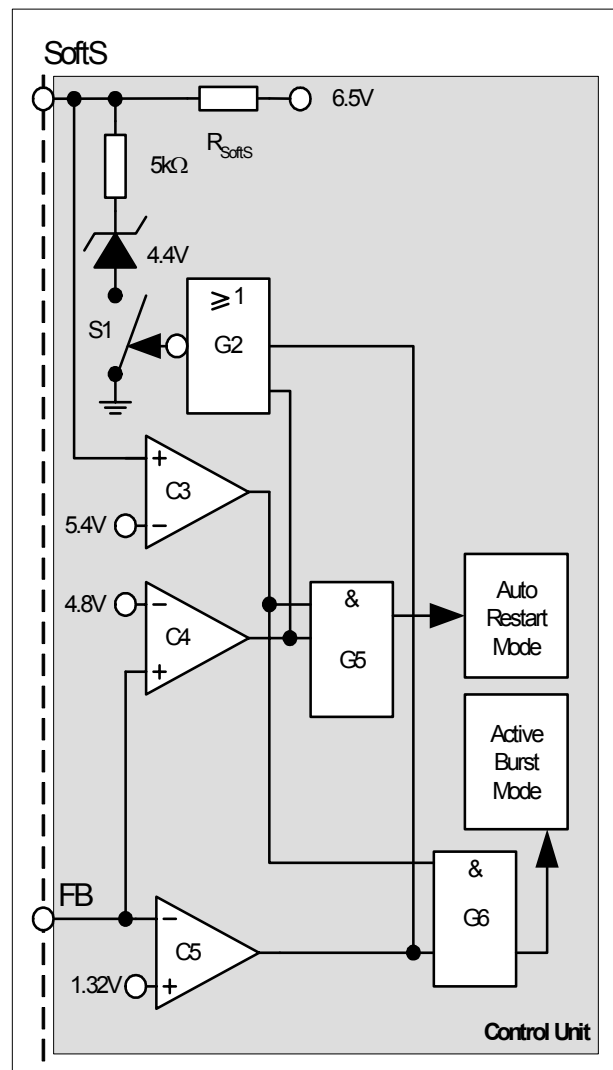 SoftS
6.5V
R SoftS
5kΩ
4.4V
≥1
G2
S1
+
C3
5.4V
−
4.8V
−
C4
+
&
G5
Auto
Restart
Mode
Active
Burst
Mode
&
G6
FB
−
C5
1.32V
+
Control Unit